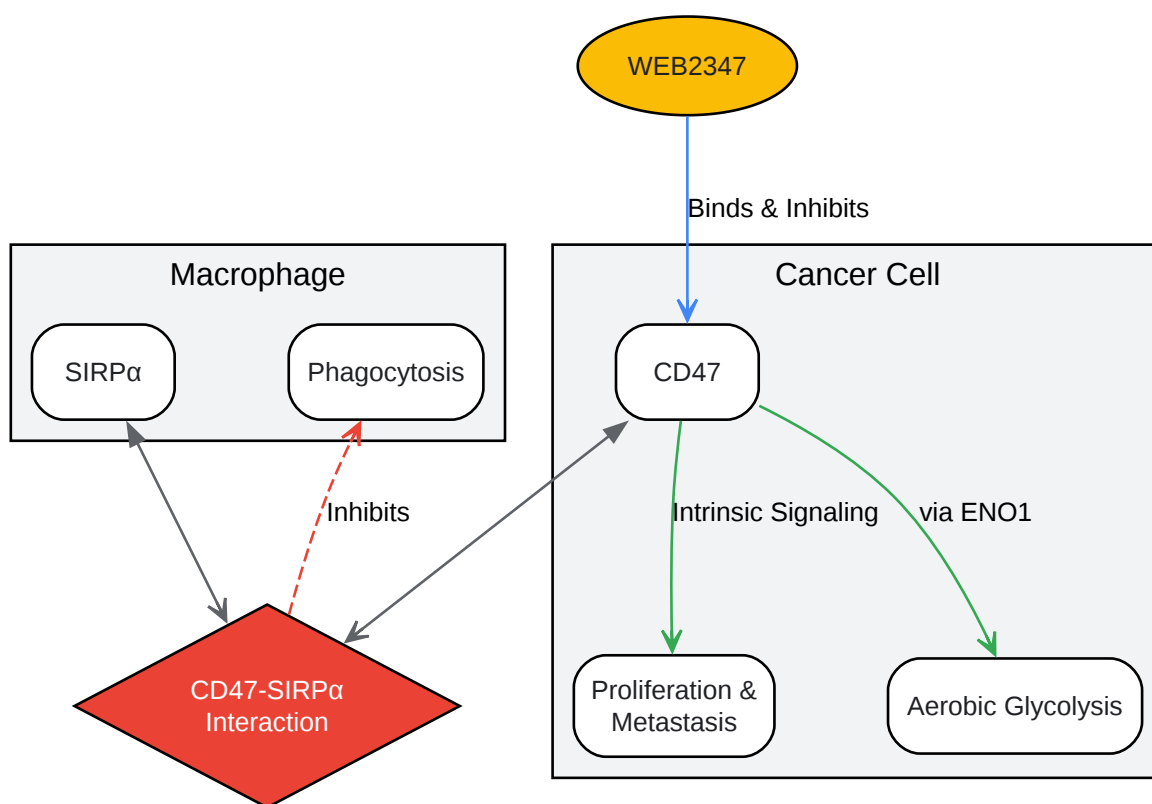 WEB2347
Binds & Inhibits
Macrophage
Cancer Cell
SIRPα
Phagocytosis
CD47
Inhibits
Intrinsic Signaling
via ENO1
CD47-SIRPα
Interaction
Proliferation &
Metastasis
Aerobic Glycolysis